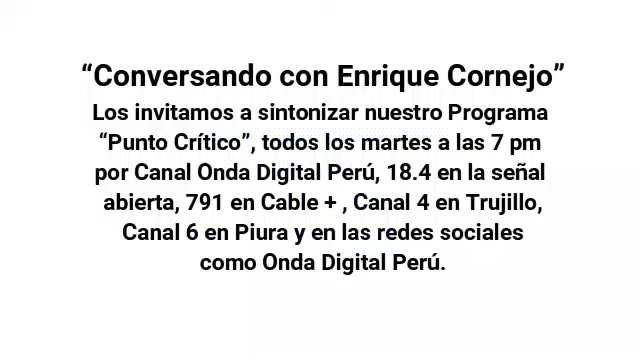 “Conversando con Enrique Cornejo”
Los invitamos a sintonizar nuestro Programa
“Punto Crítico”, todos los martes a las 7 pm
por Canal Onda Digital Perú, 18.4 en la señal
abierta, 791 en Cable + , Canal 4 en Trujillo,
Canal 6 en Piura y en las redes sociales
como Onda Digital Perú.